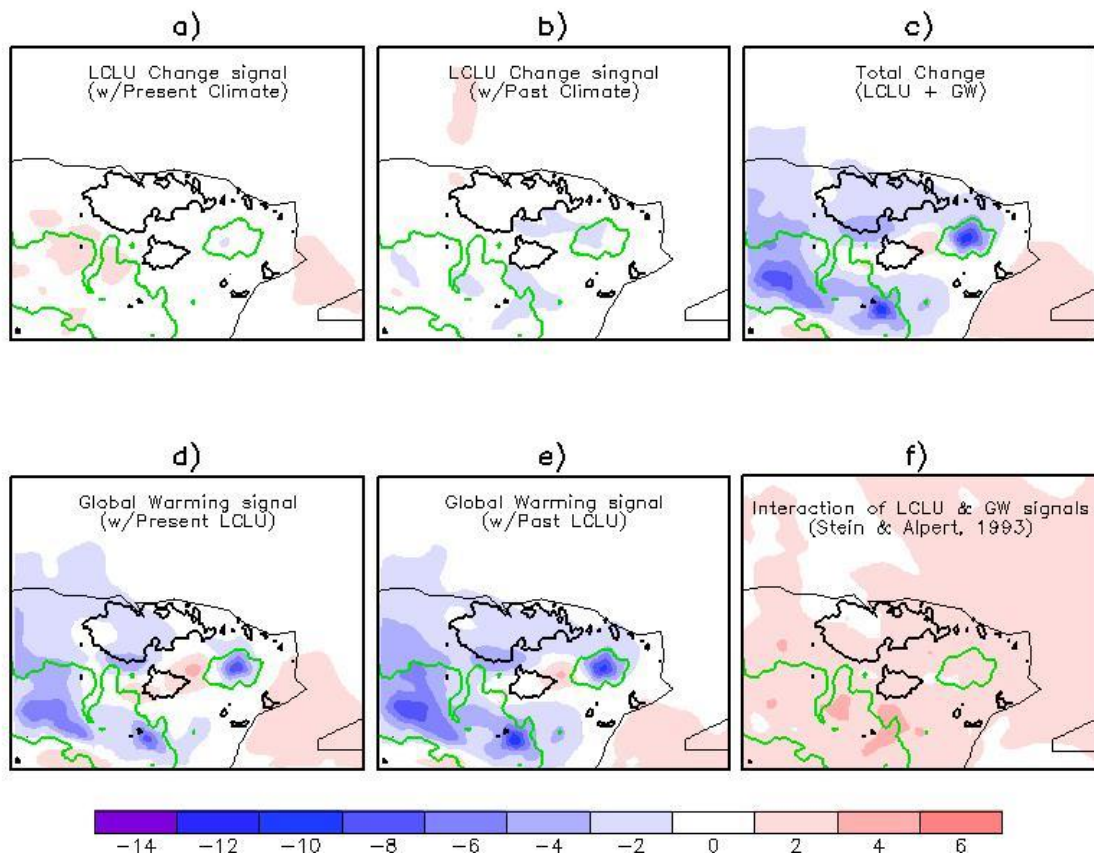 a)
LCLU Change signal
(w/Present Climate)
b)
LCLU Change singnal
(w/Past Climate)
c)
Total Change
(LCLU + GW)
d)
Global Warming signal
(w/Present LCLU)
e)
Global Warming signal
(w/Past LCLU)
f)
Interaction of LCLU & GW signals
(Stein & Alpert, 1993)
−14 −12 −10 −8 −6 −4 −2 0 2 4 6